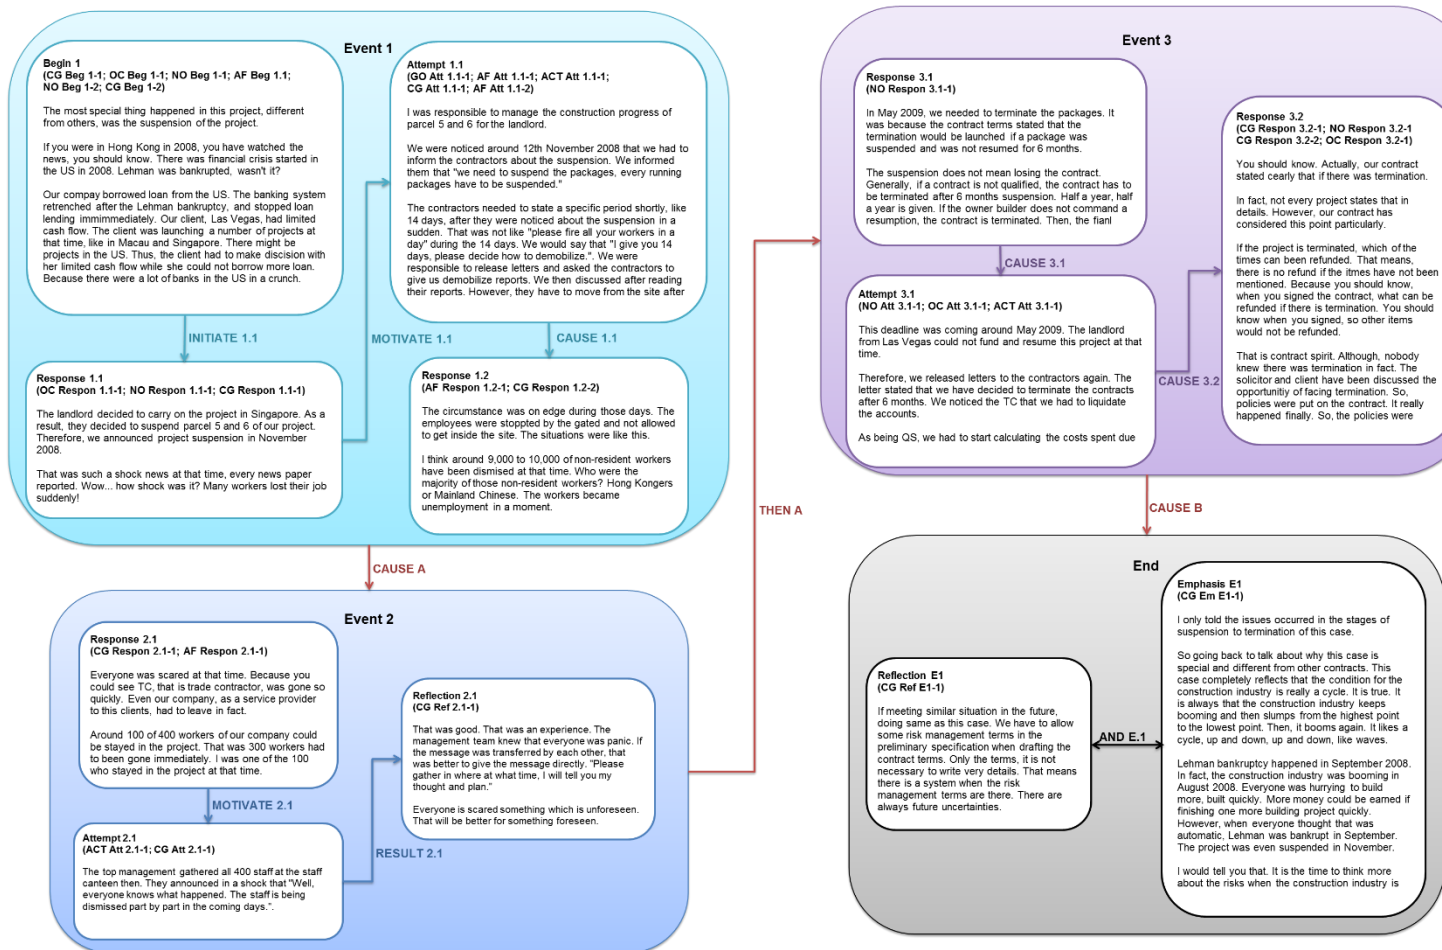 Event 1
Begin 1
(CG Beg 1-1; OC Beg 1-1; NO Beg 1-1; AF Beg 1.1;
NO Beg 1-2; CG Beg 1-2)
The most special thing happened in this project, different
from others, was the suspension of the project.
If you were in Hong Kong in 2008, you have watched the
news, you should know. There was financial crisis started in
the US in 2008. Lehman was bankrupted, wasn't it?
Our compay borrowed loan from the US. The banking system
retrenched after the Lehman bankruptcy, and stopped loan
lending immimmediately. Our client, Las Vegas, had limited
cash flow. The client was launching a number of projects at
that time, like in Macau and Singapore. There might be
projects in the US. Thus, the client had to make discision with
her limited cash flow while she could not borrow more loan.
Because there were a lot of banks in the US in a crunch.
INITIATE 1.1
Response 1.1
(OC Respon 1.1-1; NO Respon 1.1-1; CG Respon 1.1-1)
The landlord decided to carry on the project in Singapore. As a
result, they decided to suspend parcel 5 and 6 of our project.
Therefore, we announced project suspension in November
2008.
That was such a shock news at that time, every news paper
reported. Wow... how shock was it? Many workers lost their job
suddenly!
MOTIVATE 1.1
Attempt 1.1
(GO Att 1.1-1; AF Att 1.1-1; ACT Att 1.1-1;
CG Att 1.1-1; AF Att 1.1-2)
I was responsible to manage the construction progress of
parcel 5 and 6 for the landlord.
We were noticed around 12th November 2008 that we had to
inform the contractors about the suspension. We informed
them that "we need to suspend the packages, every running
packages have to be suspended."
The contractors needed to state a specific period shortly, like
14 days, after they were noticed about the suspension in a
sudden. That was not like "please fire all your workers in a
day" during the 14 days. We would say that "I give you 14
days, please decide how to demobilize.". We were
responsible to release letters and asked the contractors to
give us demobilize reports. We then discussed after reading
their reports. However, they have to move from the site after
CAUSE 1.1
Response 1.2
(AF Respon 1.2-1; CG Respon 1.2-2)
The circumstance was on edge during those days. The
employees were stoppted by the gated and not allowed
to get inside the site. The situations were like this.
I think around 9,000 to 10,000 of non-resident workers
have been dismised at that time. Who were the
majority of those non-resident workers? Hong Kongers
or Mainland Chinese. The workers became
unemployment in a moment.
CAUSE A
Event 2
Response 2.1
(CG Respon 2.1-1; AF Respon 2.1-1)
Everyone was scared at that time. Because you
could see TC, that is trade contractor, was gone so
quickly. Even our company, as a service provider
to this clients, had to leave in fact.
Around 100 of 400 workers of our company could
be stayed in the project. That was 300 workers had
to been gone immediately. I was one of the 100
who stayed in the project at that time.
MOTIVATE 2.1
Attempt 2.1
(ACT Att 2.1-1; CG Att 2.1-1)
The top management gathered all 400 staff at the staff
canteen then. They announced in a shock that "Well,
everyone knows what happened. The staff is being
dismissed part by part in the coming days.".
RESULT 2.1
Reflection 2.1
(CG Ref 2.1-1)
That was good. That was an experience. The
management team knew that everyone was panic. If
the message was transferred by each other, that
was better to give the message directly. "Please
gather in where at what time, I will tell you my
thought and plan."
Everyone is scared something which is unforeseen.
That will be better for something foreseen.
THEN A
Event 3
Response 3.1
(NO Respon 3.1-1)
In May 2009, we needed to terminate the packages. It
was because the contract terms stated that the
termination would be launched if a package was
suspended and was not resumed for 6 months.
The suspension does not mean losing the contract.
Generally, if a contract is not qualified, the contract has to
be terminated after 6 months suspension. Half a year, half
a year is given. If the owner builder does not command a
resumption, the contract is terminated. Then, the fianl
CAUSE 3.1
Attempt 3.1
(NO Att 3.1-1; OC Att 3.1-1; ACT Att 3.1-1)
This deadline was coming around May 2009. The landlord
from Las Vegas could not fund and resume this project at that
time.
Therefore, we released letters to the contractors again. The
letter stated that we have decided to terminate the contracts
after 6 months. We noticed the TC that we had to liquidate
the accounts.
As being QS, we had to start calculating the costs spent due
CAUSE 3.2
Response 3.2
(CG Respon 3.2-1; NO Respon 3.2-1
CG Respon 3.2-2; OC Respon 3.2-1)
You should know. Actually, our contract
stated cearly that if there was termination.
In fact, not every project states that in
details. However, our contract has
considered this point particularly.
If the project is terminated, which of the
times can been refunded. That means,
there is no refund if the itmes have not been
mentioned. Because you should know,
when you signed the contract, what can be
refunded if there is termination. You should
know when you signed, so other items
would not be refunded.
That is contract spirit. Although, nobody
knew there was termination in fact. The
solicitor and client have been discussed the
opportunitiy of facing termination. So,
policies were put on the contract. It really
happened finally. So, the policies were
CAUSE B
End
Reflection E1
(CG Ref E1-1)
If meeting similar situation in the future,
doing same as this case. We have to allow
some risk management terms in the
preliminary specification when drafting the
contract terms. Only the terms, it is not
necessary to write very details. That means
there is a system when the risk
management terms are there. There are
always future uncertainties.
AND E.1
Emphasis E1
(CG Em E1-1)
I only told the issues occurred in the stages of
suspension to termination of this case.
So going back to talk about why this case is
special and different from other contracts. This
case completely reflects that the condition for the
construction industry is really a cycle. It is true. It
is always that the construction industry keeps
booming and then slumps from the highest point
to the lowest point. Then, it booms again. It likes a
cycle, up and down, up and down, like waves.
Lehman bankruptcy happened in September 2008.
In fact, the construction industry was booming in
August 2008. Everyone was hurrying to build
more, built quickly. More money could be earned if
finishing one more building project quickly.
However, when everyone thought that was
automatic, Lehman was bankrupt in September.
The project was even suspended in November.
I would tell you that. It is the time to think more
about the risks when the construction industry is